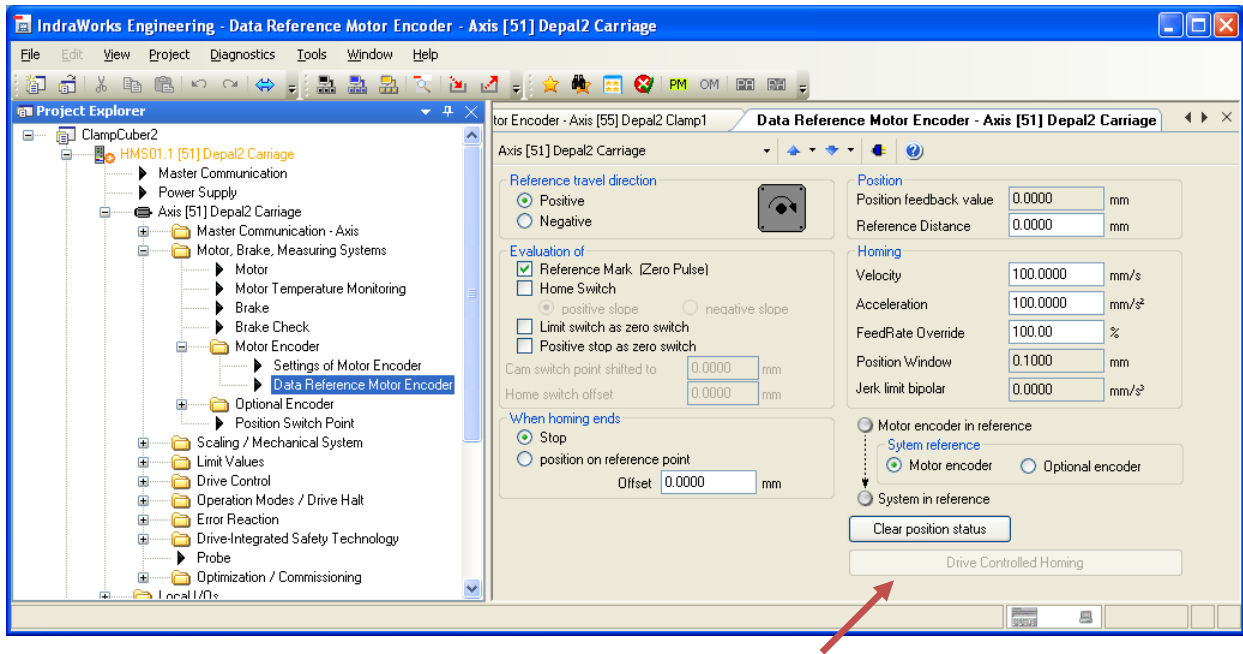 IndraWorks Engineering - Data Reference Motor Encoder - Axis [51] Depal2 Carriage
File Edit View Project Diagnostics Tools Window Help
PM OM
Project Explorer
ClampCuber2
HMS01.1 [51] Depal2 Carriage
Master Communication
Power Supply
Axis [51] Depal2 Carriage
Master Communication - Axis
Motor, Brake, Measuring Systems
Motor
Motor Temperature Monitoring
Brake
Brake Check
Motor Encoder
Settings of Motor Encoder
Data Reference Motor Encoder
Optional Encoder
Position Switch Point
Scaling / Mechanical System
Limit Values
Drive Control
Operation Modes / Drive Halt
Error Reaction
Drive-Integrated Safety Technology
Probe
Optimization / Commissioning
Local I/Os
tor Encoder - Axis [55] Depal2 Clamp1
Data Reference Motor Encoder - Axis [51] Depal2 Carriage
Axis [51] Depal2 Carriage
Reference travel direction
Positive
Negative
Evaluation of
Reference Mark (Zero Pulse)
Home Switch
positive slope negative slope
Limit switch as zero switch
Positive stop as zero switch
Cam switch point shifted to 0.0000 mm
Home switch offset 0.0000 mm
When homing ends
Stop
position on reference point
Offset 0.0000 mm
Position
Position feedback value 0.0000 mm
Reference Distance 0.0000 mm
Homing
Velocity 100.0000 mm/s
Acceleration 100.0000 mm/s²
FeedRate Override 100.00 %
Position Window 0.1000 mm
Jerk limit bipolar 0.0000 mm/s³
Motor encoder in reference
Sytem reference
Motor encoder Optional encoder
System in reference
Clear position status
Drive Controlled Homing